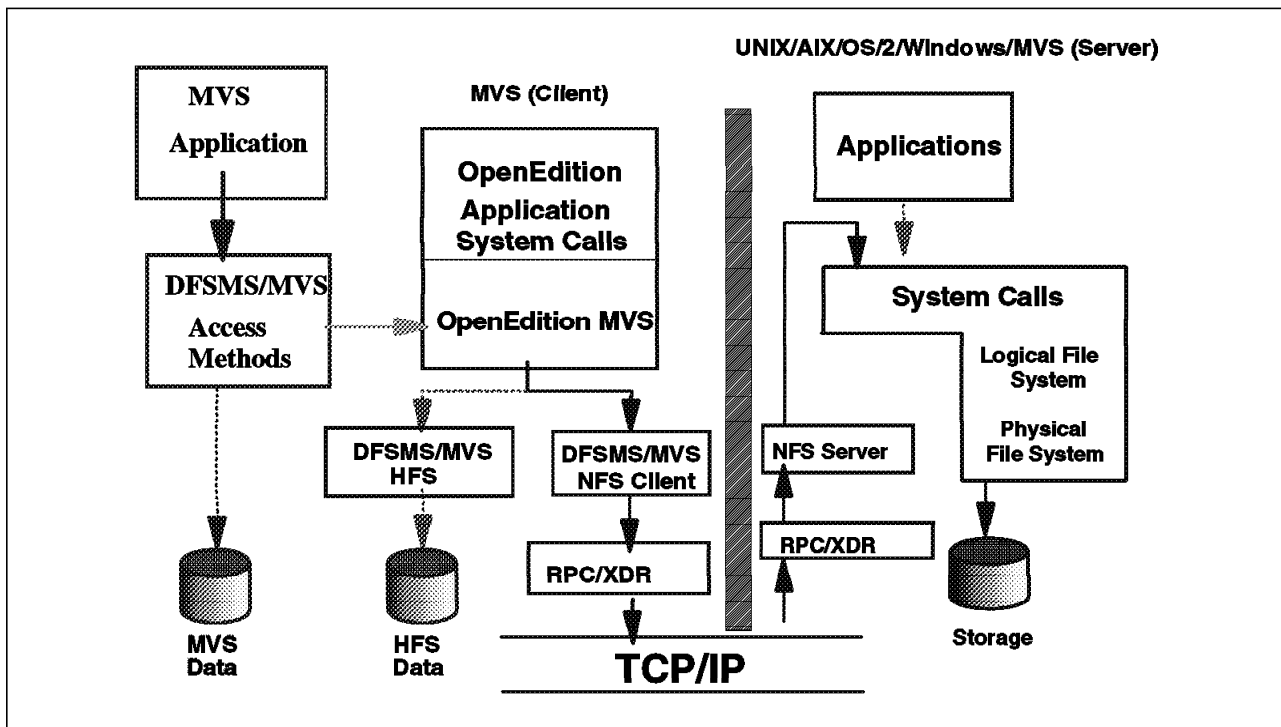 UNIX/AIX/OS/2/Windows/MVS (Server)
MVS
Application
MVS (Client)
OpenEdition
Application
System Calls
Applications
DFSMS/MVS
Access
Methods
OpenEdition MVS
System Calls
Logical File
System
Physical
File System
DFSMS/MVS
HFS
DFSMS/MVS
NFS Client
NFS Server
RPC/XDR
RPC/XDR
MVS
Data
HFS
Data
TCP/IP
Storage